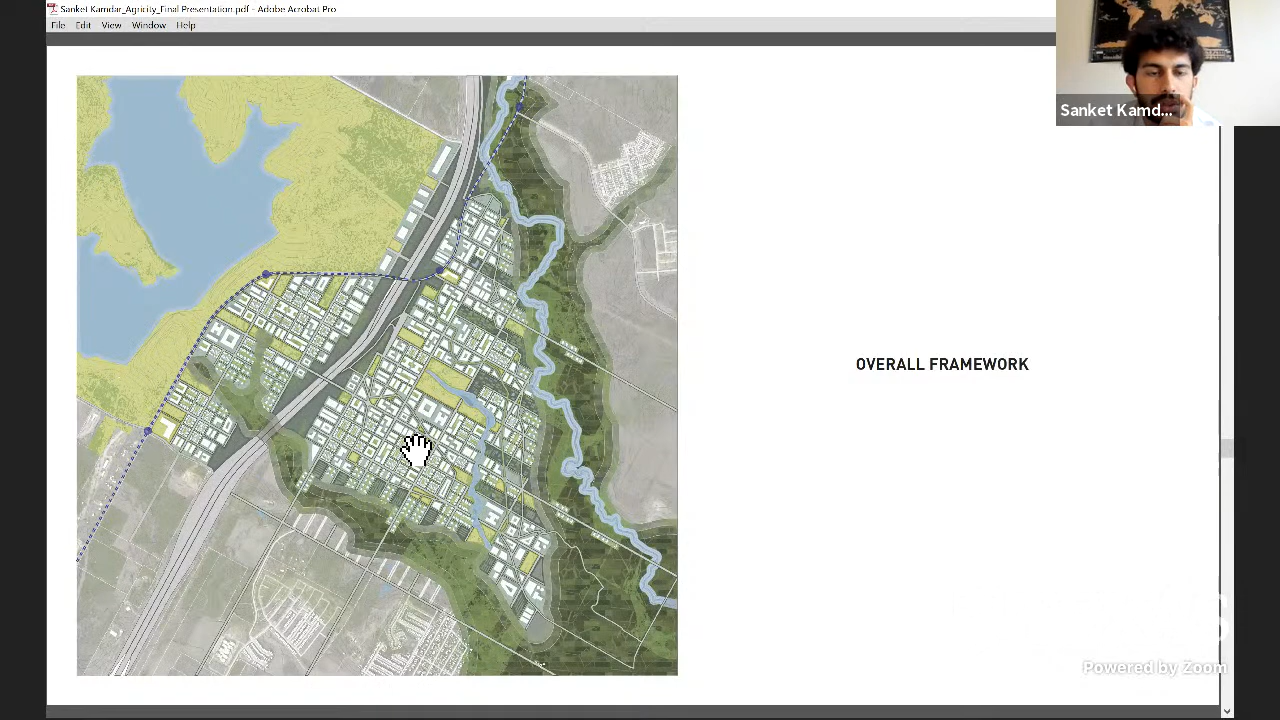 Sanket Kamdar_Agricity_Final Presentation.pdf - Adobe Acrobat Pro
File Edit View Window Help
Sanket Kamd...
OVERALL FRAMEWORK
Powered by Zoom